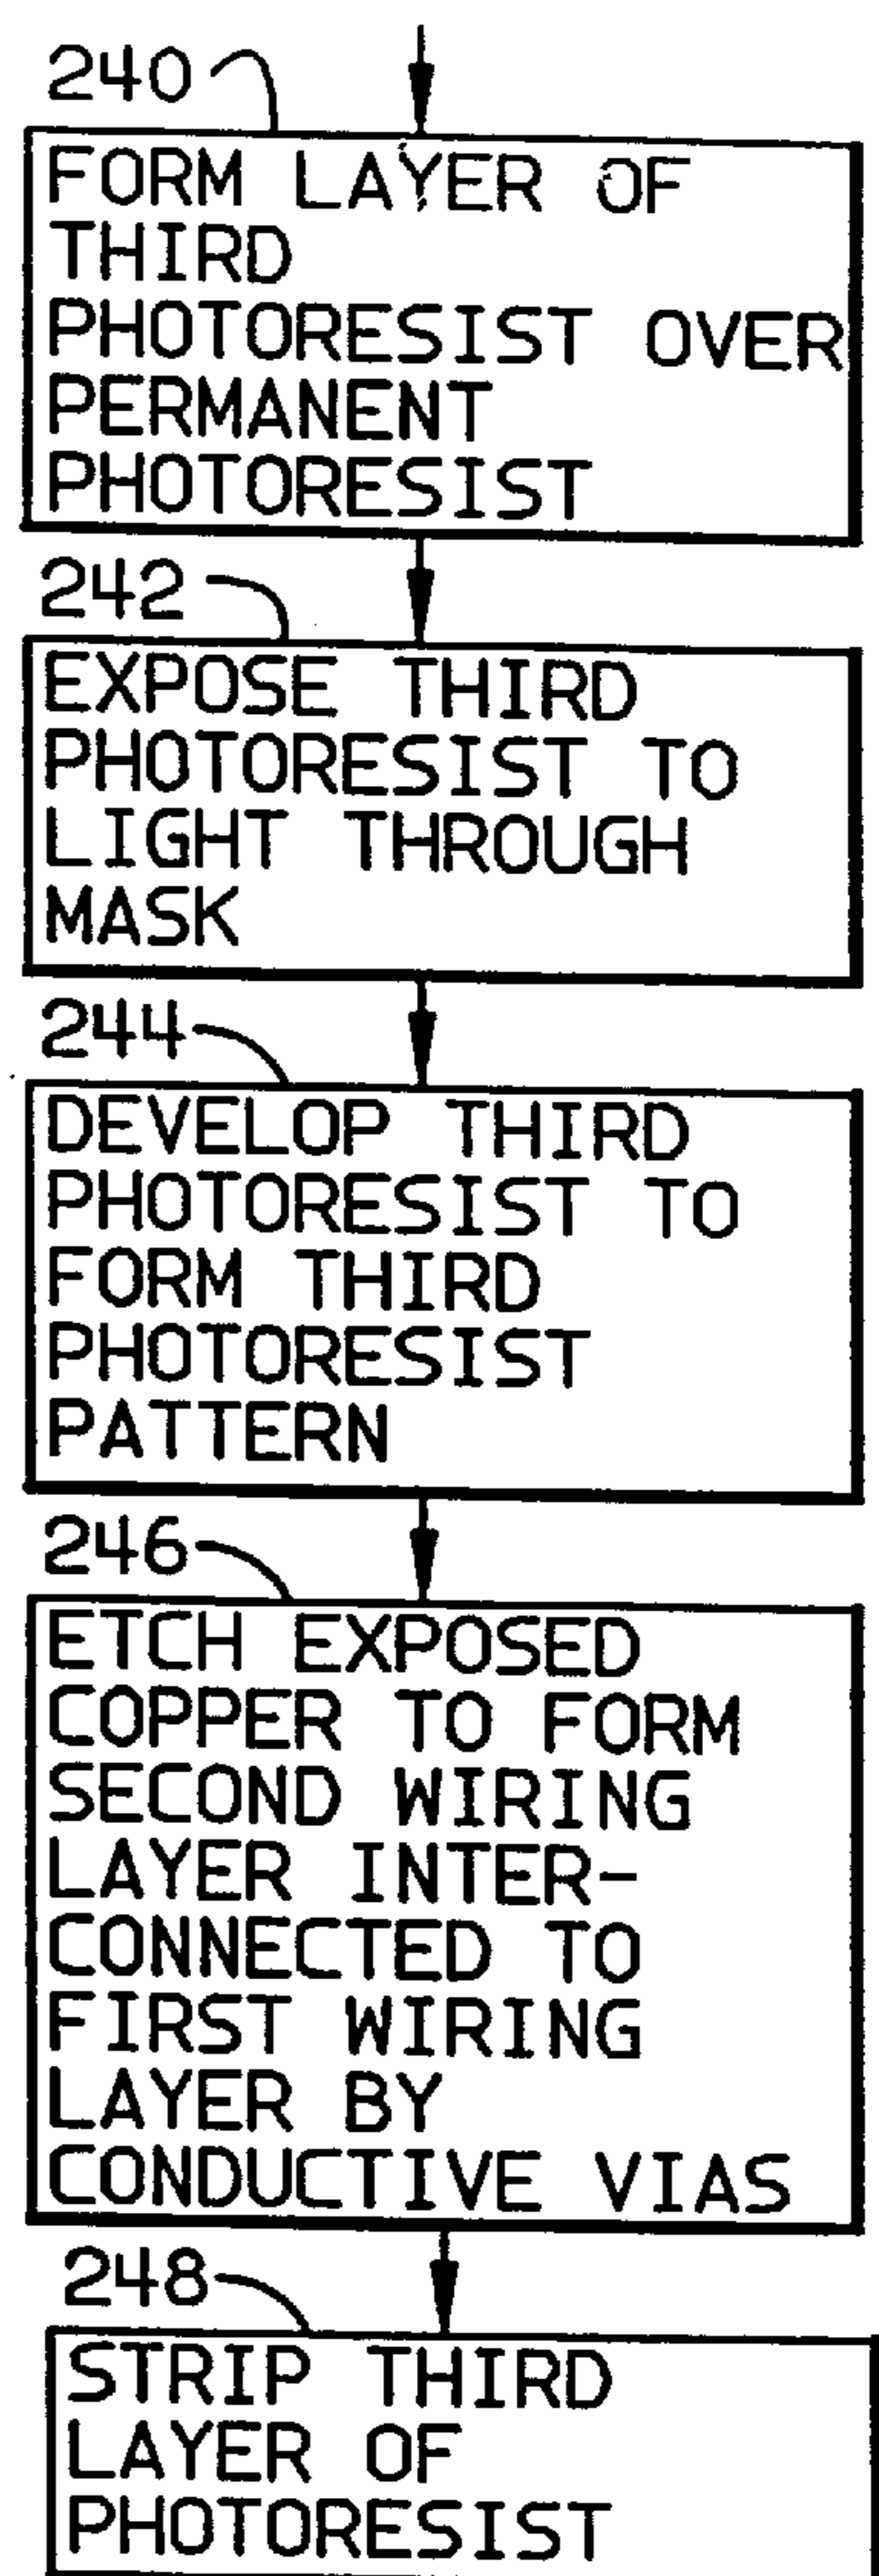 240
FORM LAYER OF
THIRD
PHOTORESIST OVER
PERMANENT
PHOTORESIST
242
EXPOSE THIRD
PHOTORESIST TO
LIGHT THROUGH
MASK
244
DEVELOP THIRD
PHOTORESIST TO
FORM THIRD
PHOTORESIST
PATTERN
246
ETCH EXPOSED
COPPER TO FORM
SECOND WIRING
LAYER INTER-
CONNECTED TO
FIRST WIRING
LAYER BY
CONDUCTIVE VIAS
248
STRIP THIRD
LAYER OF
PHOTORESIST